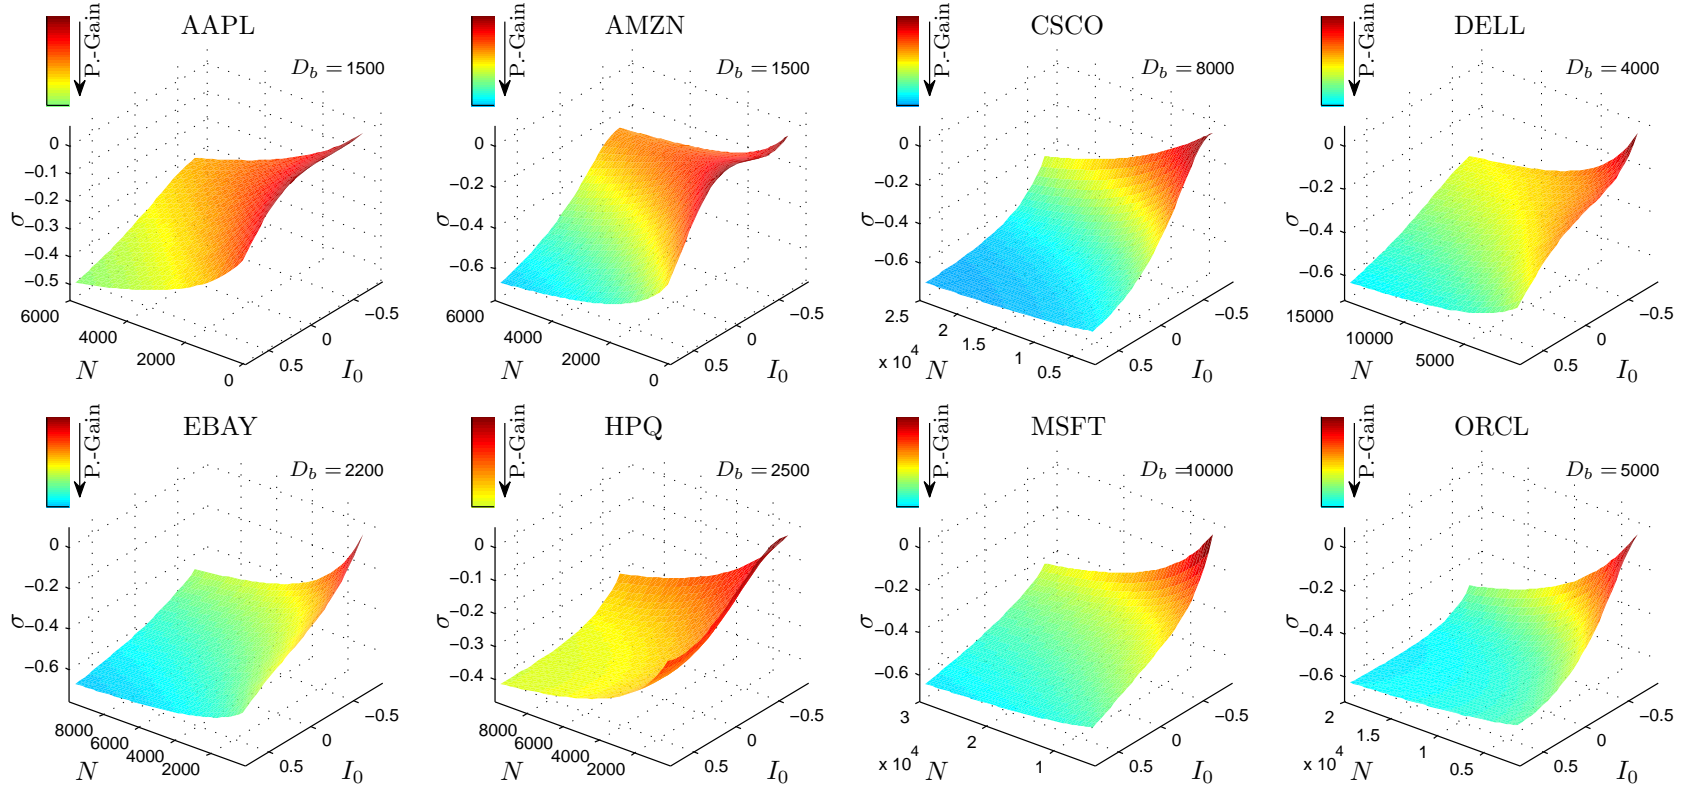 AAPL
P.-Gain
D_b = 1500
0
−0.1
−0.2
−0.3
−0.4
−0.5
σ
6000
4000
2000
0
N
0.5
0
−0.5
I_0
AMZN
P.-Gain
D_b = 1500
0
−0.2
−0.4
−0.6
σ
6000
4000
2000
0
N
0.5
0
−0.5
I_0
CSCO
P.-Gain
D_b = 8000
0
−0.2
−0.4
−0.6
σ
2.5
2
1.5
1
0.5
x 10^4
N
0.5
0
−0.5
I_0
DELL
P.-Gain
D_b = 4000
0
−0.2
−0.4
−0.6
σ
15000
10000
5000
N
0.5
0
−0.5
I_0
EBAY
P.-Gain
D_b = 2200
0
−0.2
−0.4
−0.6
σ
8000
6000
4000
2000
N
0.5
0
−0.5
I_0
HPQ
P.-Gain
D_b = 2500
0
−0.1
−0.2
−0.3
−0.4
σ
8000
6000
4000
2000
N
0.5
0
−0.5
I_0
MSFT
P.-Gain
D_b = 10000
0
−0.2
−0.4
−0.6
σ
3
2
1
x 10^4
N
0.5
0
−0.5
I_0
ORCL
P.-Gain
D_b = 5000
0
−0.2
−0.4
−0.6
σ
2
1.5
1
0.5
x 10^4
N
0.5
0
−0.5
I_0